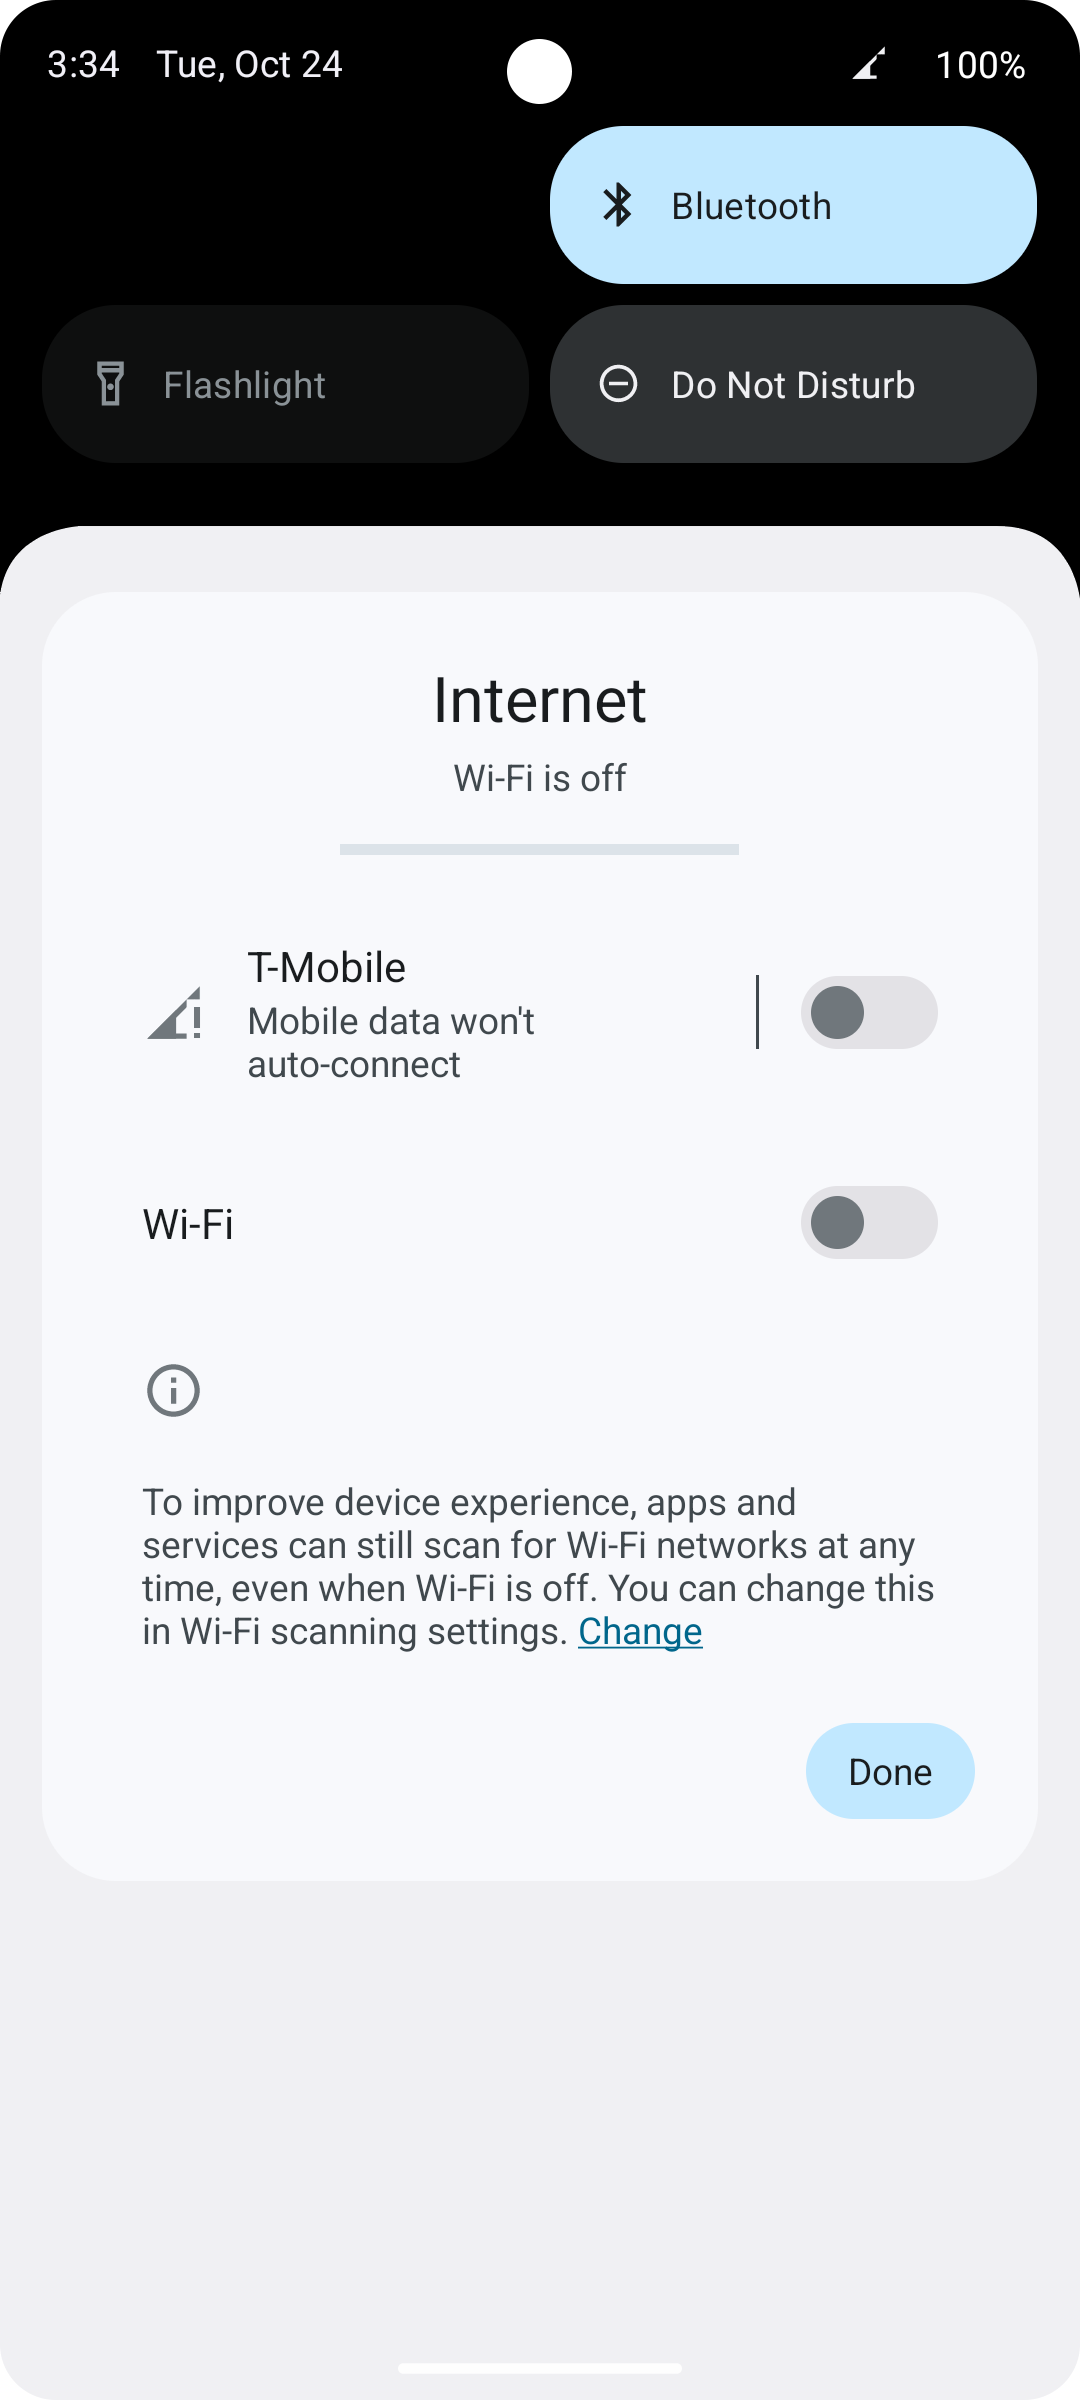 3:34 Tue, Oct 24 100%
Bluetooth
Flashlight
Do Not Disturb
Internet
Wi-Fi is off
T-Mobile
Mobile data won't
auto-connect
Wi-Fi
To improve device experience, apps and
services can still scan for Wi-Fi networks at any
time, even when Wi-Fi is off. You can change this
in Wi-Fi scanning settings. Change
Done